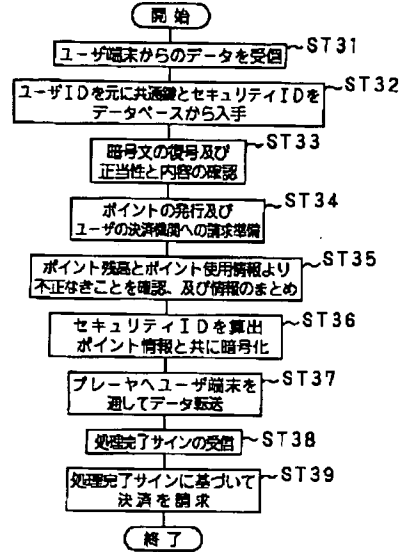 開始
ユーザ端末からのデータを受信
ST31
ユーザIDを元に共通鍵とセキュリティIDを
データベースから入手
ST32
暗号文の復号及び
正当性と内容の確認
ST33
ポイントの発行及び
ユーザの決済機関への請求準備
ST34
ポイント残高とポイント使用情報より
不正なきことを確認、及び情報のまとめ
ST35
セキュリティIDを算出
ポイント情報と共に暗号化
ST36
プレーヤへユーザ端末を
通してデータ転送
ST37
処理完了サインの受信
ST38
処理完了サインに基づいて
決済を請求
ST39
終了